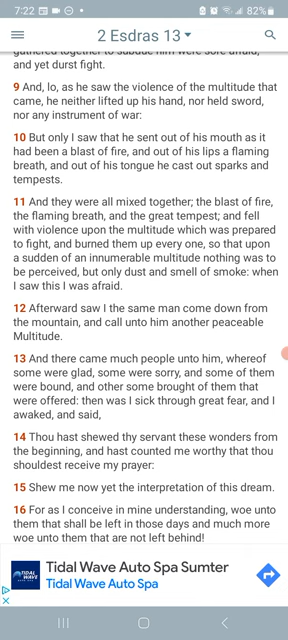 7:22
82%
2 Esdras 13
gathered together to subdue him were sore afraid,
and yet durst fight.
9 And, lo, as he saw the violence of the multitude that
came, he neither lifted up his hand, nor held sword,
nor any instrument of war:
10 But only I saw that he sent out of his mouth as it
had been a blast of fire, and out of his lips a flaming
breath, and out of his tongue he cast out sparks and
tempests.
11 And they were all mixed together; the blast of fire,
the flaming breath, and the great tempest; and fell
with violence upon the multitude which was prepared
to fight, and burned them up every one, so that upon
a sudden of an innumerable multitude nothing was
to be perceived, but only dust and smell of smoke: when
I saw this I was afraid.
12 Afterward saw I the same man come down from
the mountain, and call unto him another peaceable
Multitude.
13 And there came much people unto him, whereof
some were glad, some were sorry, and some of them
were bound, and other some brought of them that
were offered: then was I sick through great fear, and I
awaked, and said,
14 Thou hast shewed thy servant these wonders from
the beginning, and hast counted me worthy that thou
shouldest receive my prayer:
15 Shew me now yet the interpretation of this dream.
16 For as I conceive in mine understanding, woe unto
them that shall be left in those days and much more
woe unto them that are not left behind!
TIDAL WAVE
Tidal Wave Auto Spa Sumter
Tidal Wave Auto Spa